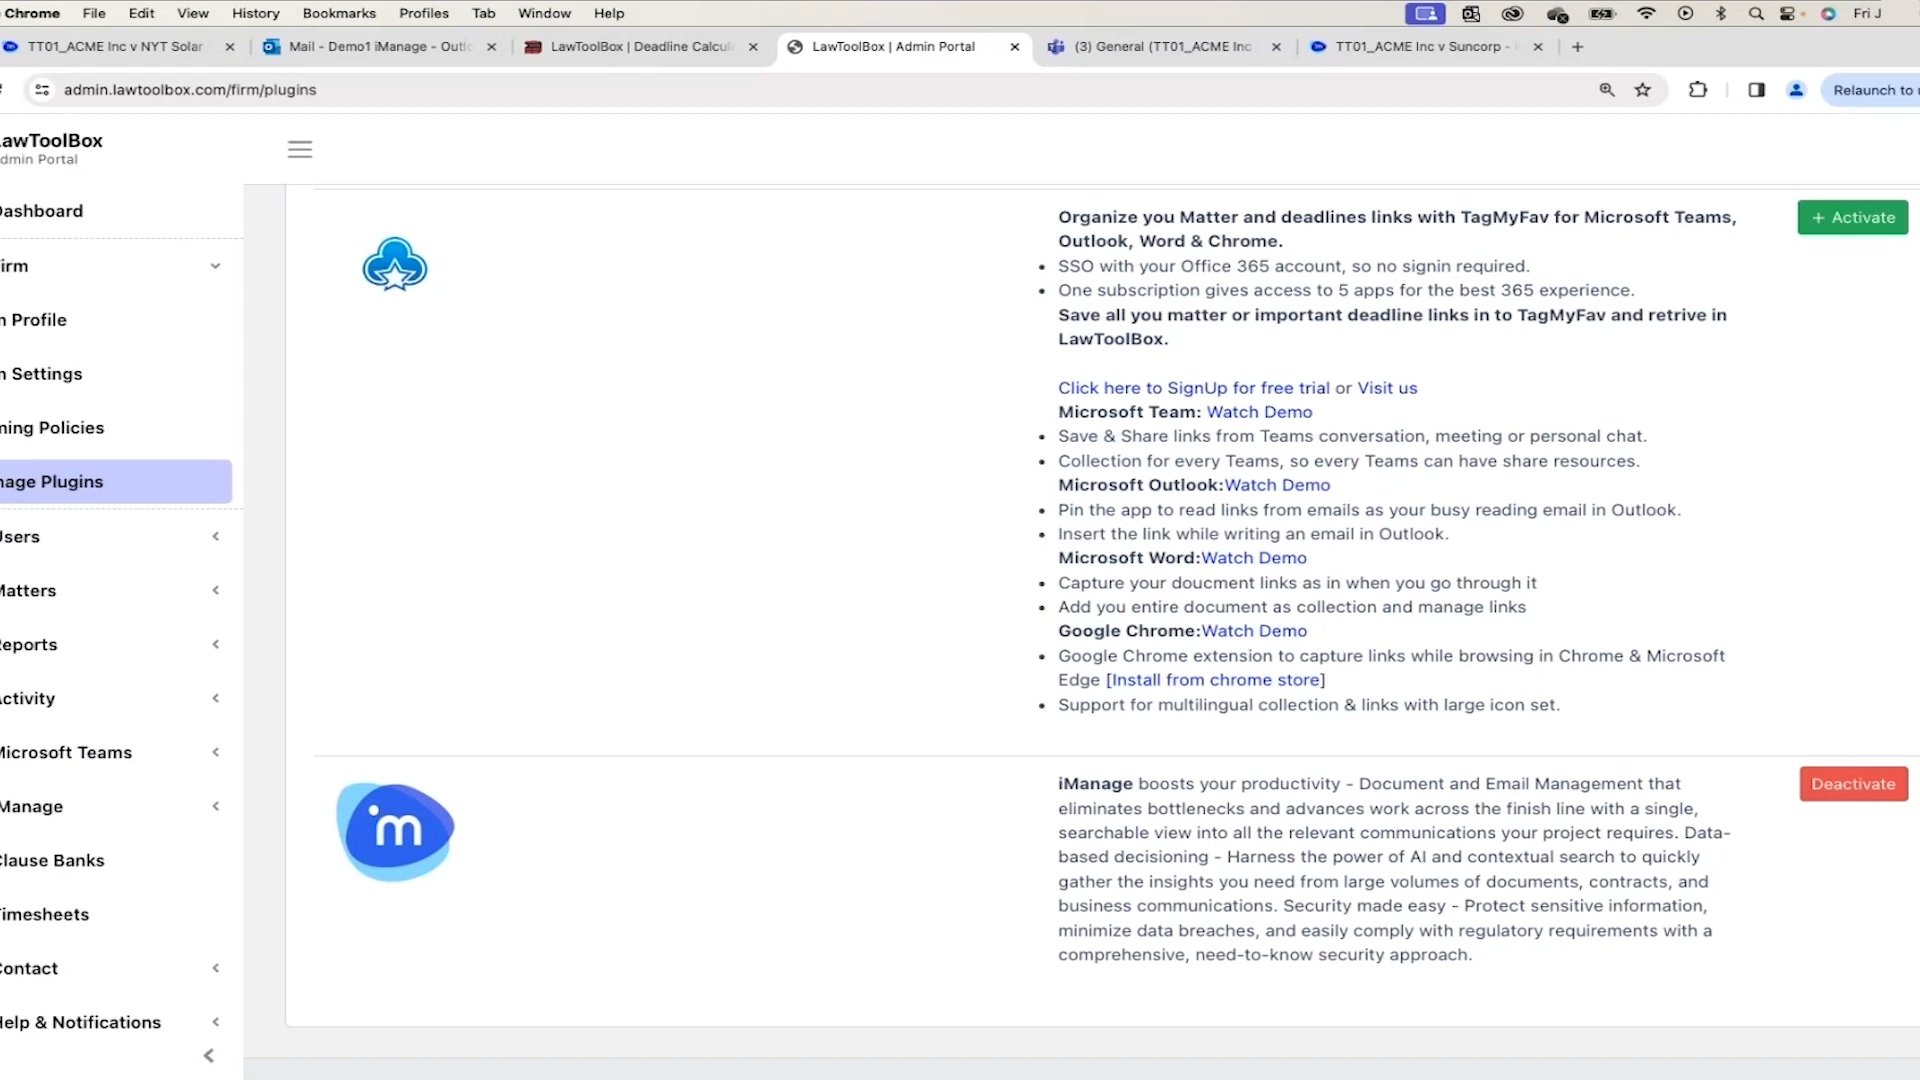 Chrome File Edit View History Bookmarks Profiles Tab Window Help Fri J
TT01_ACME Inc v NYT Solar
Mail - Demo1 iManage - Outl
LawToolBox | Deadline Calcul
LawToolBox | Admin Portal
(3) General (TT01_ACME Inc
TT01_ACME Inc v Suncorp -
admin.lawtoolbox.com/firm/plugins
Relaunch to u
LawToolBox
dmin Portal
Dashboard
irm
n Profile
n Settings
ning Policies
nage Plugins
Users
Matters
Reports
Activity
Microsoft Teams
Manage
Clause Banks
Timesheets
Contact
Help & Notifications
Organize you Matter and deadlines links with TagMyFav for Microsoft Teams,
Outlook, Word & Chrome.
+ Activate
• SSO with your Office 365 account, so no signin required.
• One subscription gives access to 5 apps for the best 365 experience.
Save all you matter or important deadline links in to TagMyFav and retrive in
LawToolBox.
Click here to SignUp for free trial or Visit us
Microsoft Team: Watch Demo
• Save & Share links from Teams conversation, meeting or personal chat.
• Collection for every Teams, so every Teams can have share resources.
Microsoft Outlook:Watch Demo
• Pin the app to read links from emails as your busy reading email in Outlook.
• Insert the link while writing an email in Outlook.
Microsoft Word:Watch Demo
• Capture your doucment links as in when you go through it
• Add you entire document as collection and manage links
Google Chrome:Watch Demo
• Google Chrome extension to capture links while browsing in Chrome & Microsoft
Edge [Install from chrome store]
• Support for multilingual collection & links with large icon set.
m
iManage boosts your productivity - Document and Email Management that
eliminates bottlenecks and advances work across the finish line with a single,
searchable view into all the relevant communications your project requires. Data-
based decisioning - Harness the power of AI and contextual search to quickly
gather the insights you need from large volumes of documents, contracts, and
business communications. Security made easy - Protect sensitive information,
minimize data breaches, and easily comply with regulatory requirements with a
comprehensive, need-to-know security approach.
Deactivate